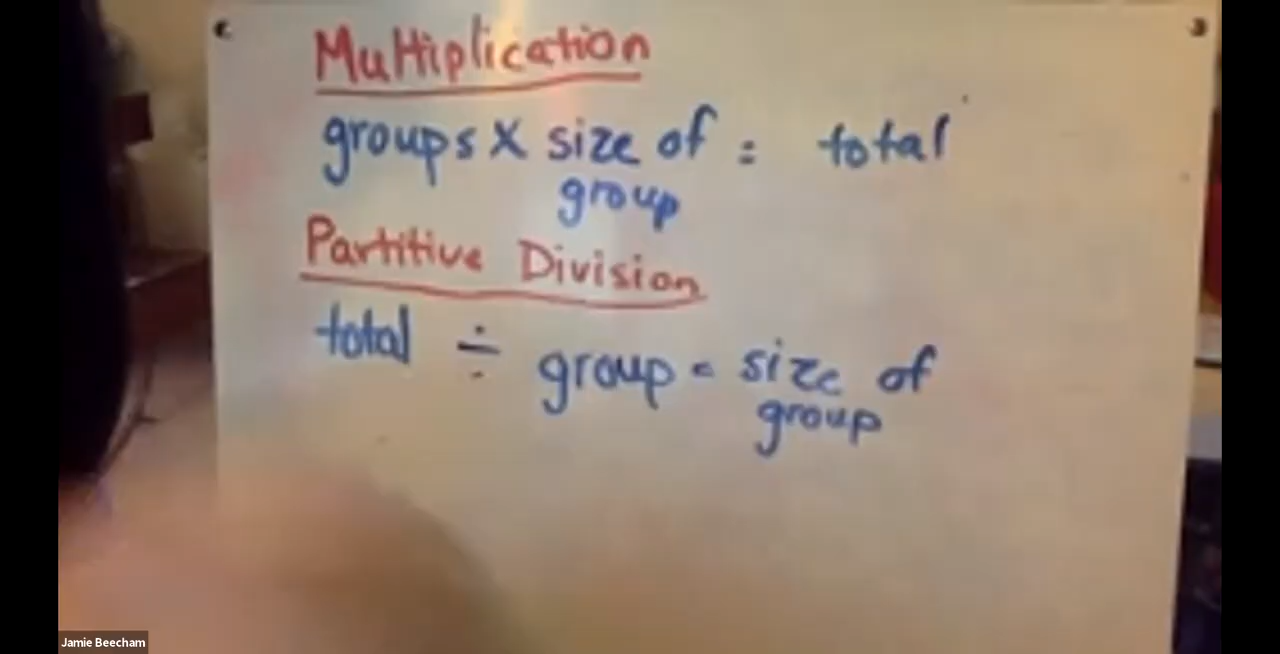 Multiplication
groups x size of = total
group
Partitive Division
total ÷ group = size of
group
Jamie Beecham